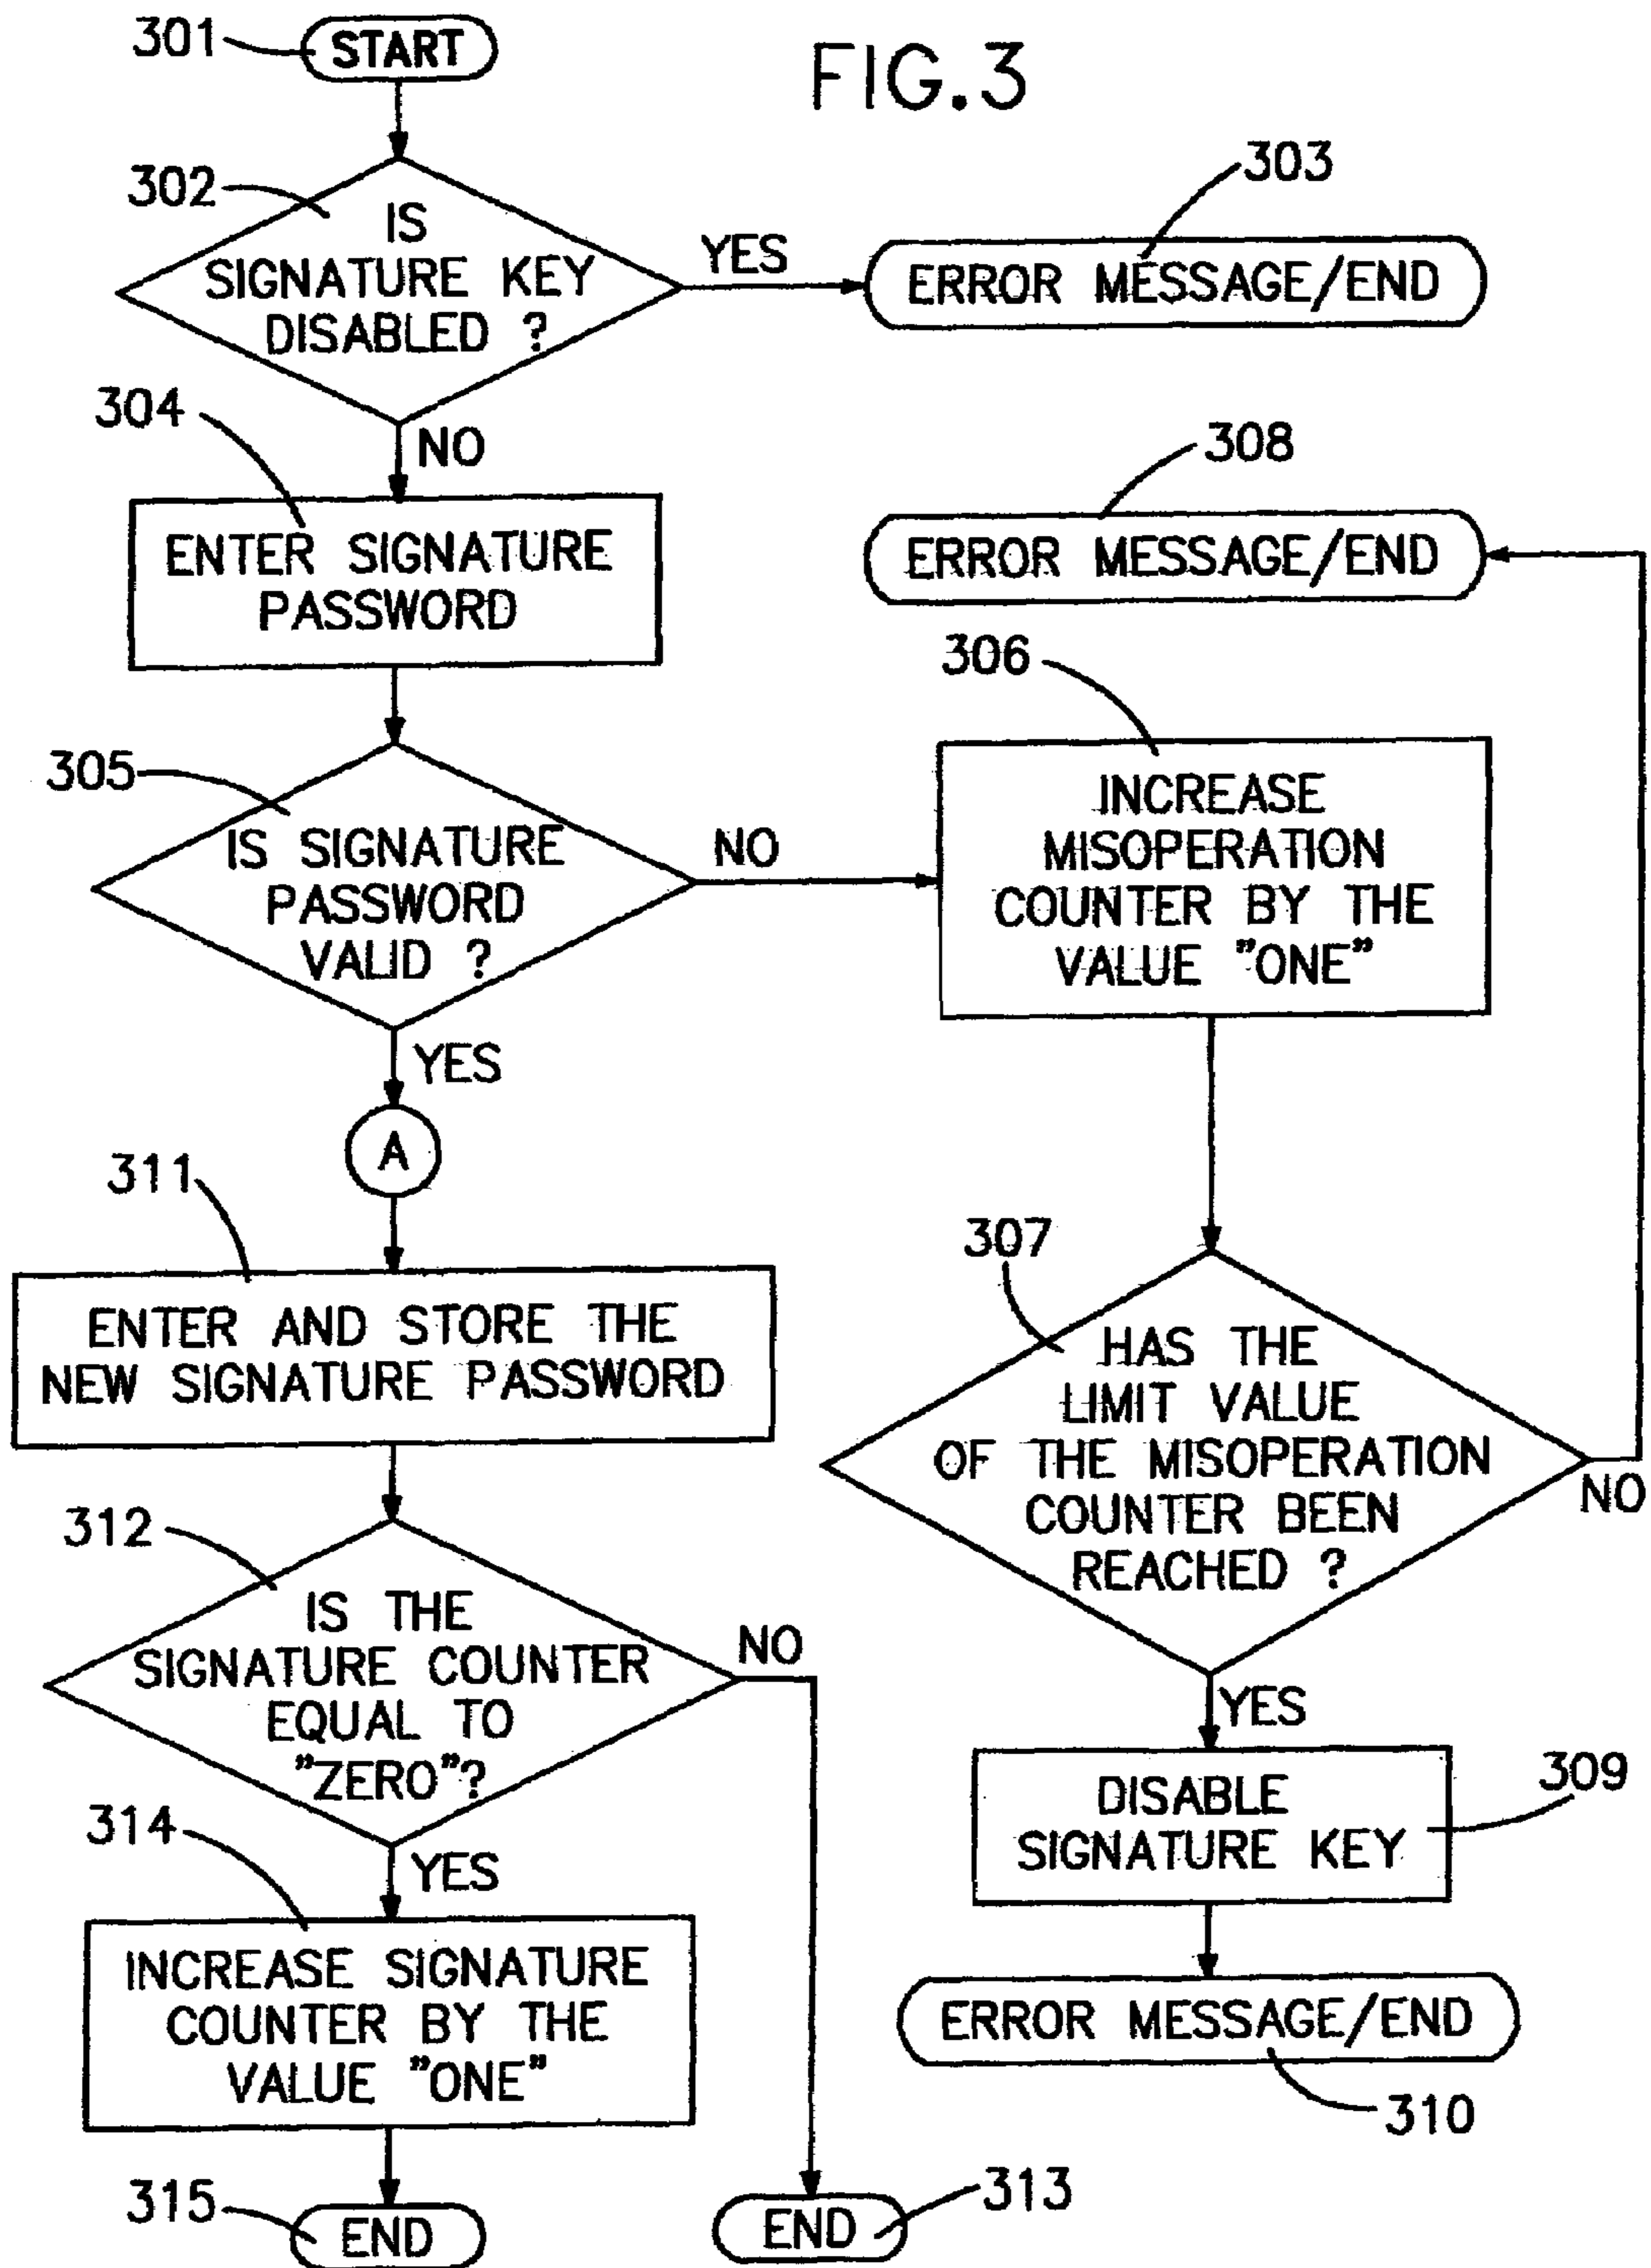 FIG.3
301
START
302
IS
SIGNATURE KEY
DISABLED ?
YES
303
ERROR MESSAGE/END
NO
304
ENTER SIGNATURE
PASSWORD
308
ERROR MESSAGE/END
305
IS SIGNATURE
PASSWORD
VALID ?
NO
306
INCREASE
MISOPERATION
COUNTER BY THE
VALUE "ONE"
YES
A
311
ENTER AND STORE THE
NEW SIGNATURE PASSWORD
307
HAS THE
LIMIT VALUE
OF THE MISOPERATION
COUNTER BEEN
REACHED ?
NO
312
IS THE
SIGNATURE COUNTER
EQUAL TO
"ZERO"?
NO
YES
309
DISABLE
SIGNATURE KEY
314
YES
INCREASE SIGNATURE
COUNTER BY THE
VALUE "ONE"
ERROR MESSAGE/END
310
315
END
313
END